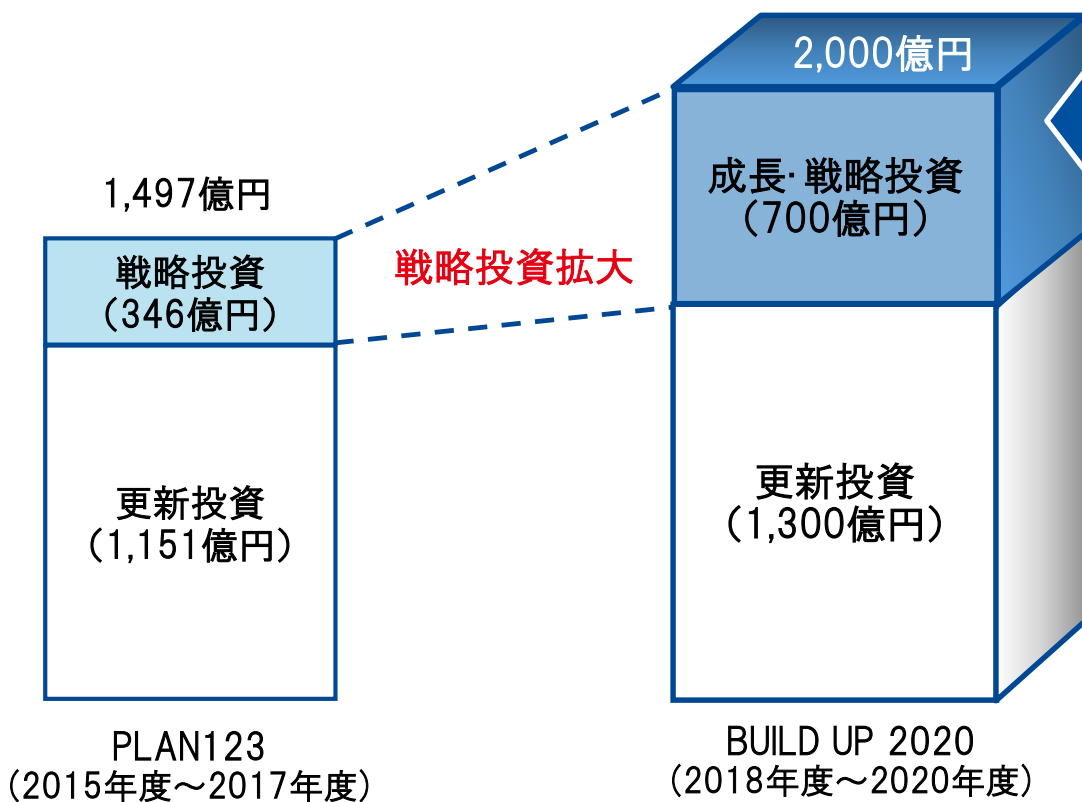 2,000億円
成長・戦略投資
（700億円）
1,497億円
戦略投資
（346億円）
戦略投資拡大
更新投資
（1,151億円）
更新投資
（1,300億円）
PLAN123
（2015年度～2017年度）
BUILD UP 2020
（2018年度～2020年度）